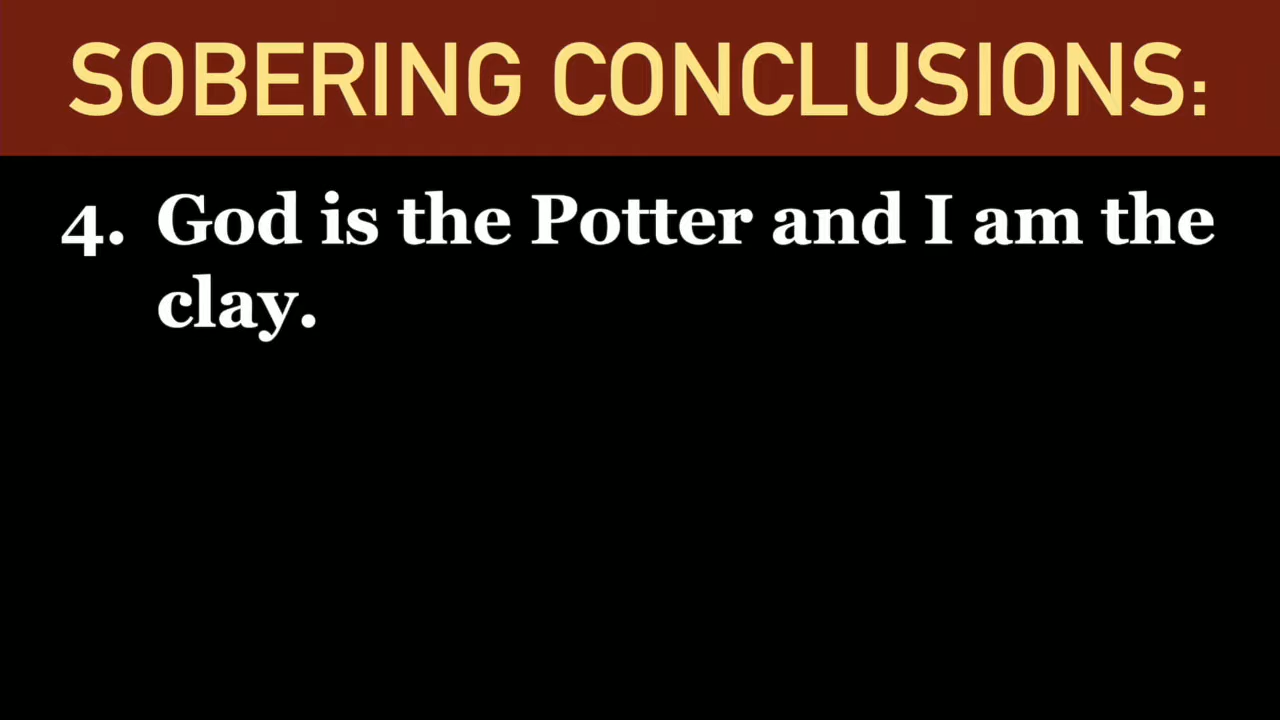 SOBERING CONCLUSIONS:
4. God is the Potter and I am the
clay.